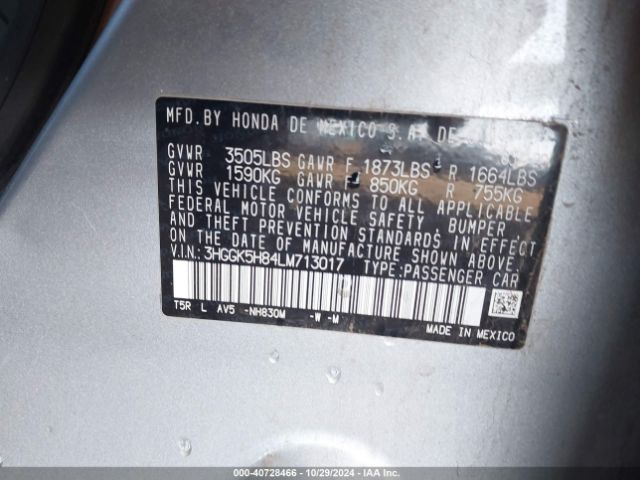 MFD.BY HONDA DE MEXICO S.A. DE
GVWR 3505LBS GAWR F 1873LBS R 1664LBS
GVWR 1590KG GAWR F 850KG R 755KG
THIS VEHICLE CONFORMS TO ALL APPLICABLE
FEDERAL MOTOR VEHICLE SAFETY, BUMPER
AND THEFT PREVENTION STANDARDS IN EFFECT
ON THE DATE OF MANUFACTURE SHOWN ABOVE.
V.I.N.: 3HGGK5H84LM713017 TYPE:PASSENGER CAR
T5R L AV5 -NH830M -W -M
MADE IN MEXICO
000-40728466 - 10/29/2024 - IAA Inc.